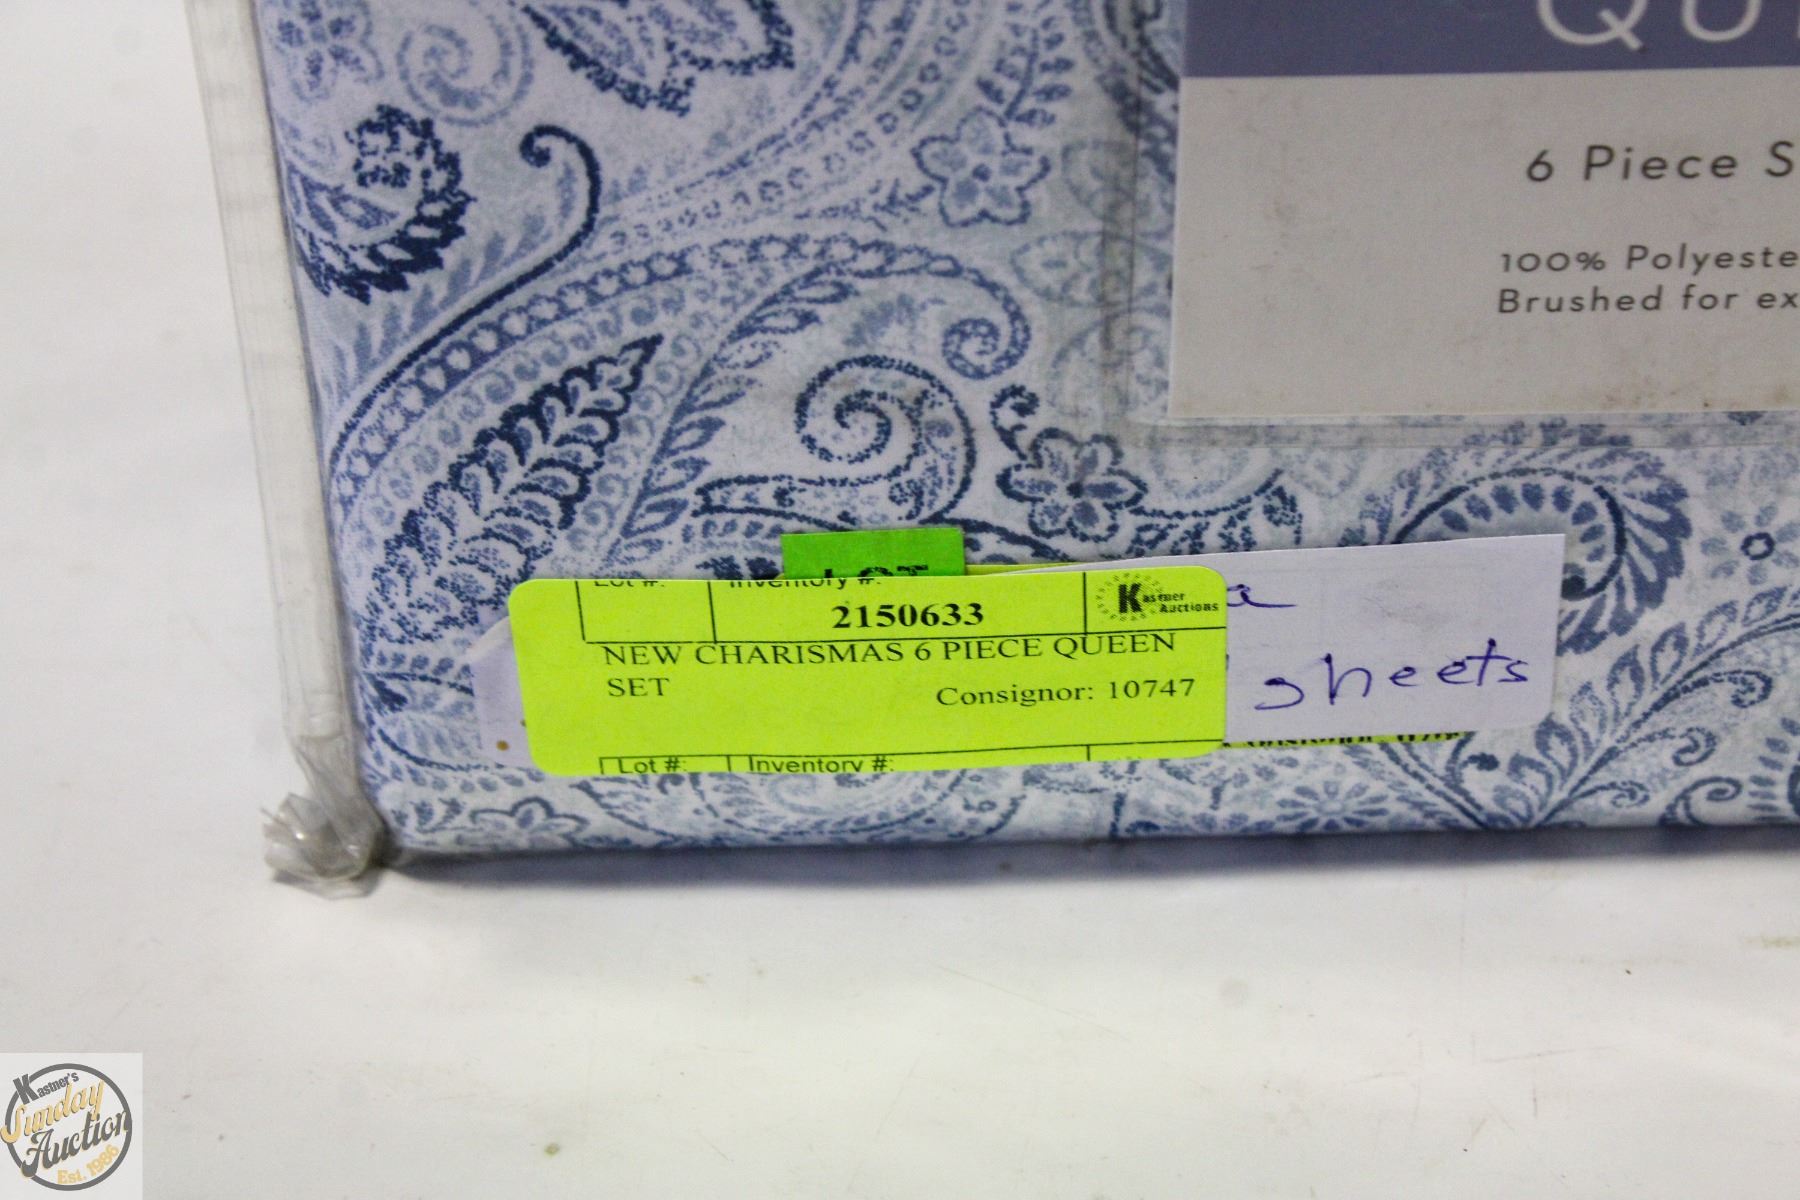 6 Piece S
100% Polyeste
Brushed for ex
Lot #: Inventory #:
2150633
Kastner Auctions
NEW CHARISMAS 6 PIECE QUEEN
SET
Consignor: 10747
sheets
Lot #: Inventory #:
Kastner's
Sunday
Auction
Est. 1986